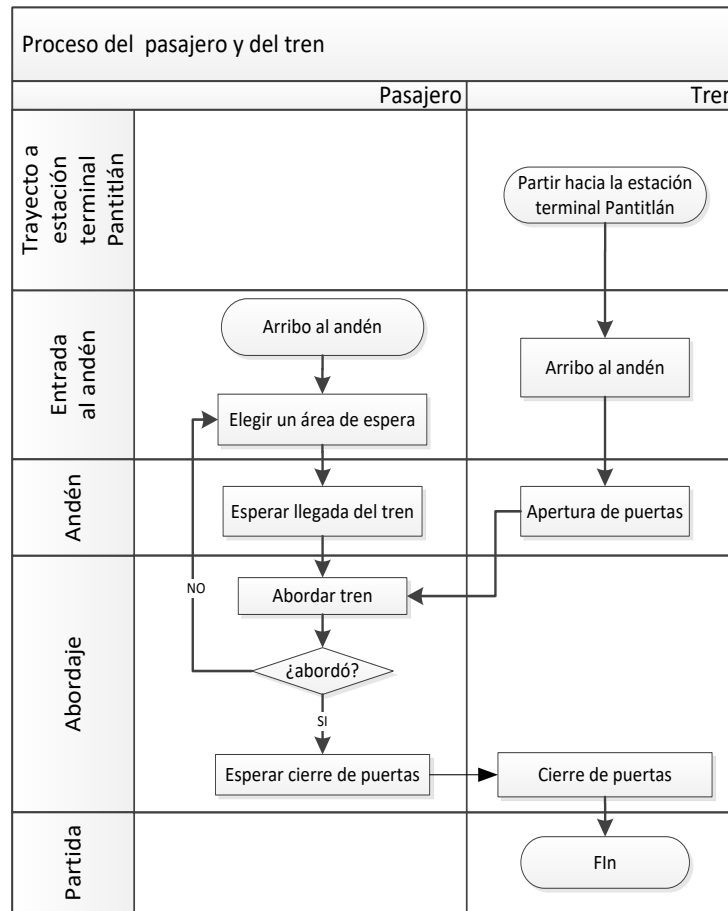 Proceso del pasajero y del tren
Pasajero
Tren
Trayecto a
estación
terminal
Pantitlán
Partir hacia la estación
terminal Pantitlán
Entrada
al andén
Arribo al andén
Arribo al andén
Elegir un área de espera
Andén
Esperar llegada del tren
Apertura de puertas
Abordaje
NO
Abordar tren
¿abordó?
SI
Esperar cierre de puertas
Cierre de puertas
Partida
FIn